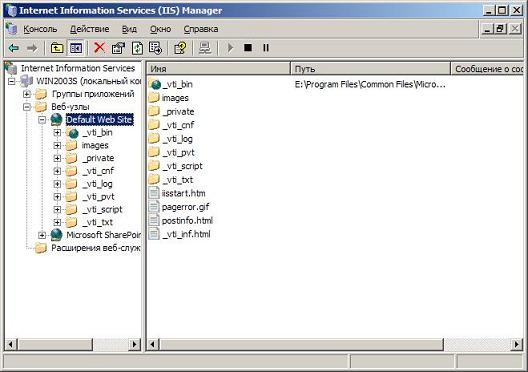 Internet Information Services (IIS) Manager
Консоль Действие Вид Окно Справка
Internet Information Services
WIN2003S (локальный ко
Группы приложений
Веб-узлы
Default Web Site
_vti_bin
images
_private
_vti_cnf
_vti_log
_vti_pvt
_vti_script
_vti_txt
Microsoft SharePoin
Расширения веб-служ
Имя Путь Сообщение о сос
_vti_bin E:\Program Files\Common Files\Micro...
images
_private
_vti_cnf
_vti_log
_vti_pvt
_vti_script
_vti_txt
iisstart.htm
pagerror.gif
postinfo.html
_vti_inf.html